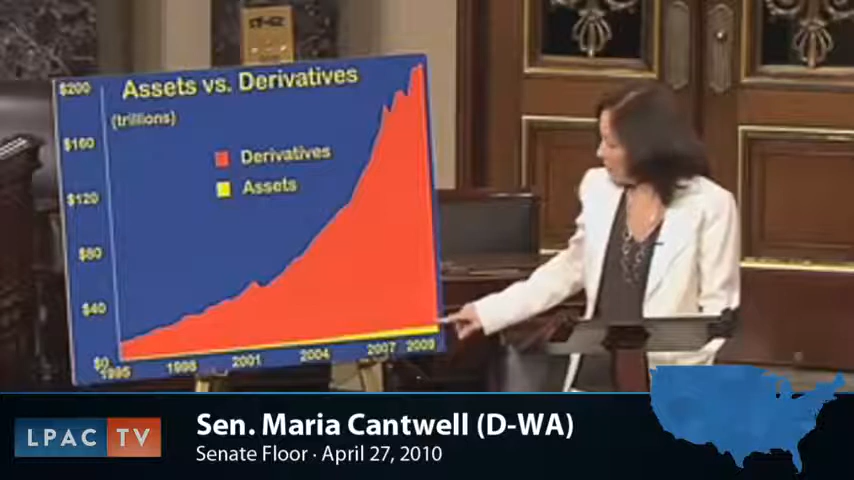 Assets vs. Derivatives
(trillions)
Derivatives
Assets
$200
$160
$120
$80
$40
$0
1995 1998 2001 2004 2007 2009
LPAC TV
Sen. Maria Cantwell (D-WA)
Senate Floor · April 27, 2010